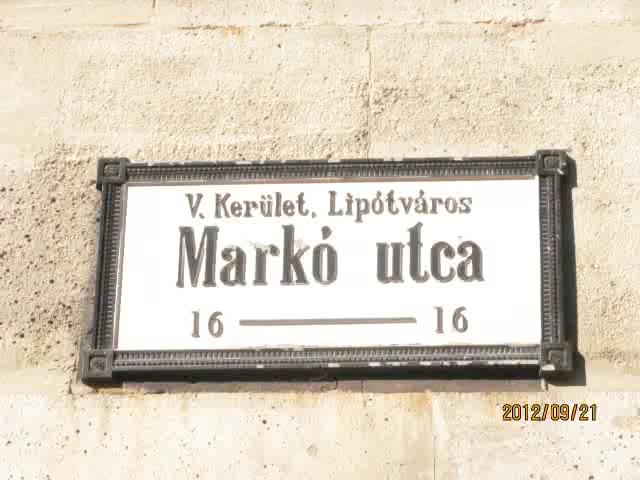 V. Kerület, Lipótváros
Markó utca
16 — 16
2012/09/21